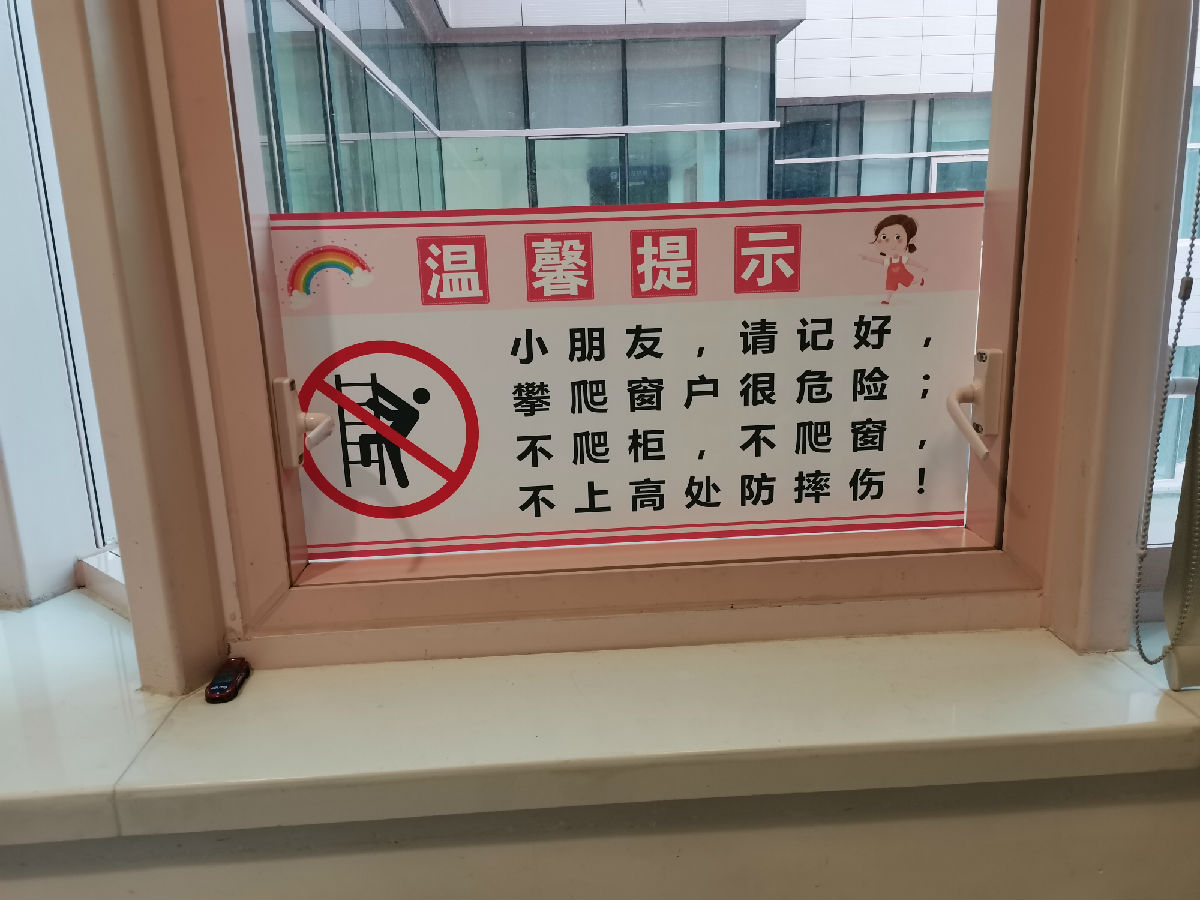 温馨提示
小朋友，请记好，
攀爬窗户很危险；
不爬柜，不爬窗，
不上高处防摔伤！